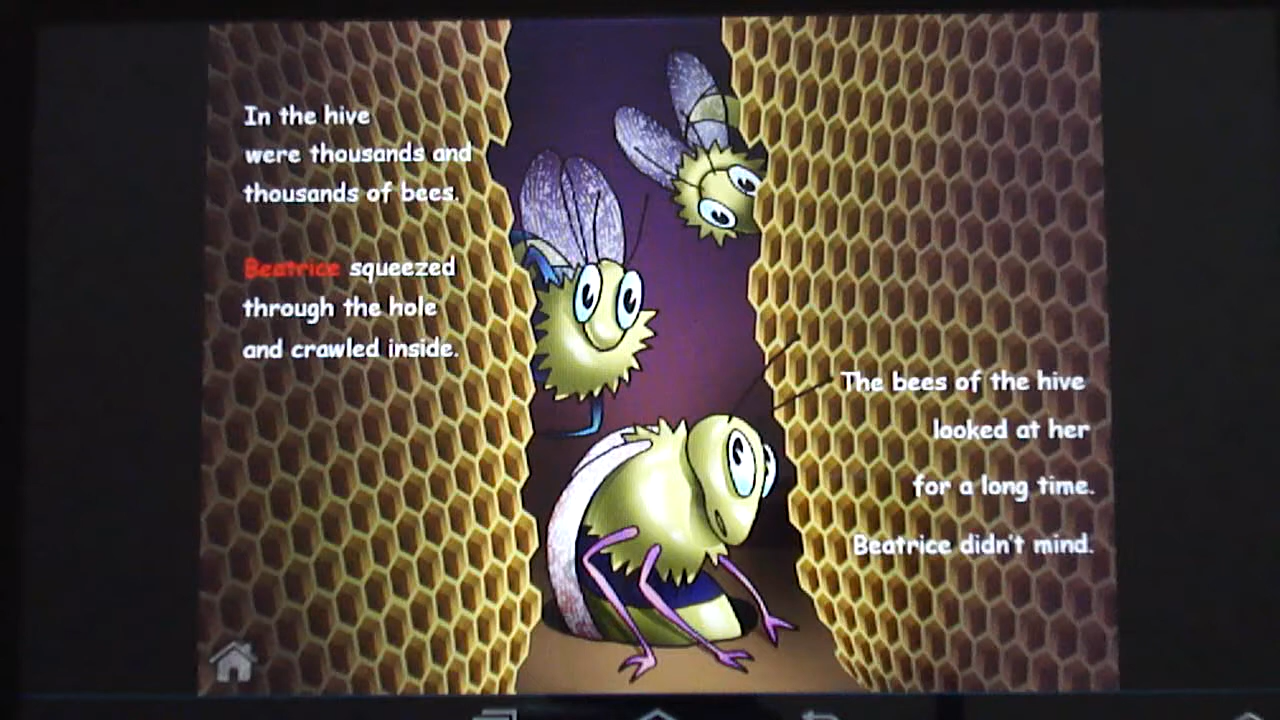 In the hive
were thousands and
thousands of bees.
Beatrice squeezed
through the hole
and crawled inside.
The bees of the hive
looked at her
for a long time.
Beatrice didn't mind.